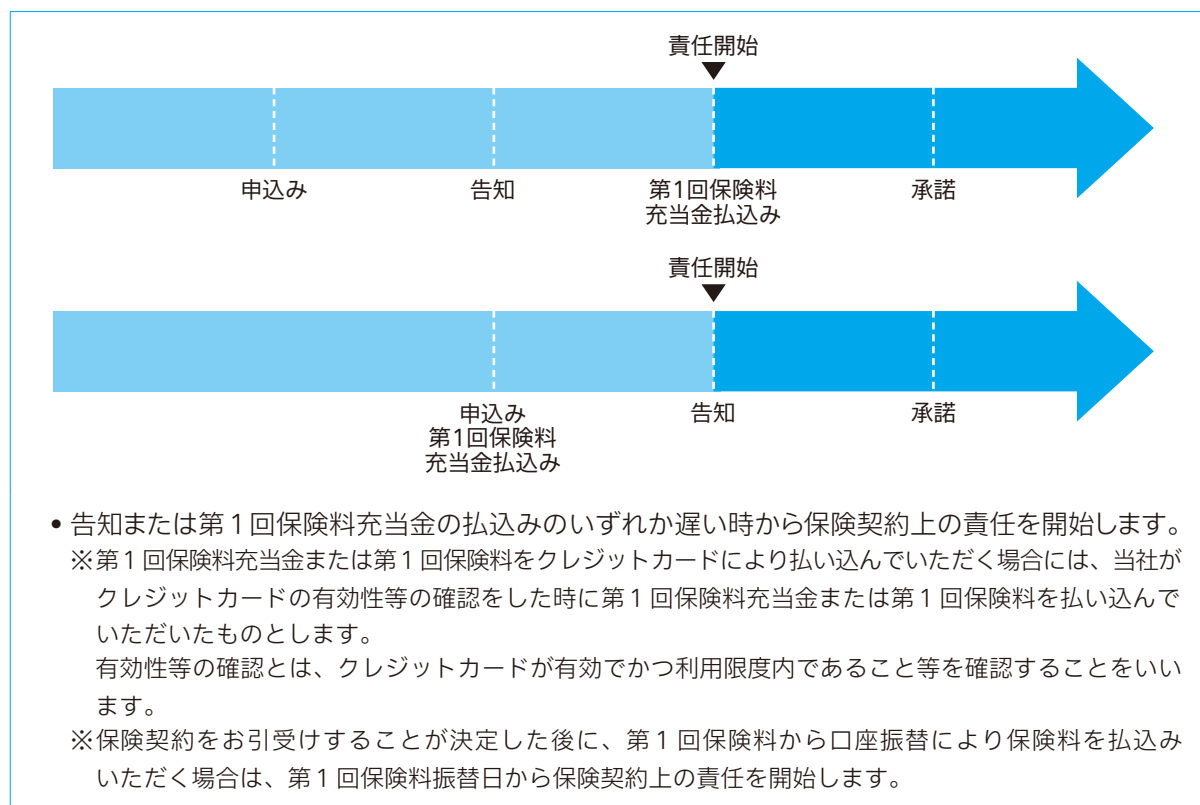 責任開始
申込み
告知
第1回保険料
充当金払込み
承諾
責任開始
申込み
第1回保険料
充当金払込み
告知
承諾
•告知または第1回保険料充当金の払込みのいずれか遅い時から保険契約上の責任を開始します。
※第1回保険料充当金または第1回保険料をクレジットカードにより払い込んでいただく場合には、当社が
クレジットカードの有効性等の確認をした時に第1回保険料充当金または第1回保険料を払い込んで
いただいたものとします。
有効性等の確認とは、クレジットカードが有効でかつ利用限度内であること等を確認することをいい
ます。
※保険契約をお引受けすることが決定した後に、第1回保険料から口座振替により保険料を払込み
いただく場合は、第1回保険料振替日から保険契約上の責任を開始します。